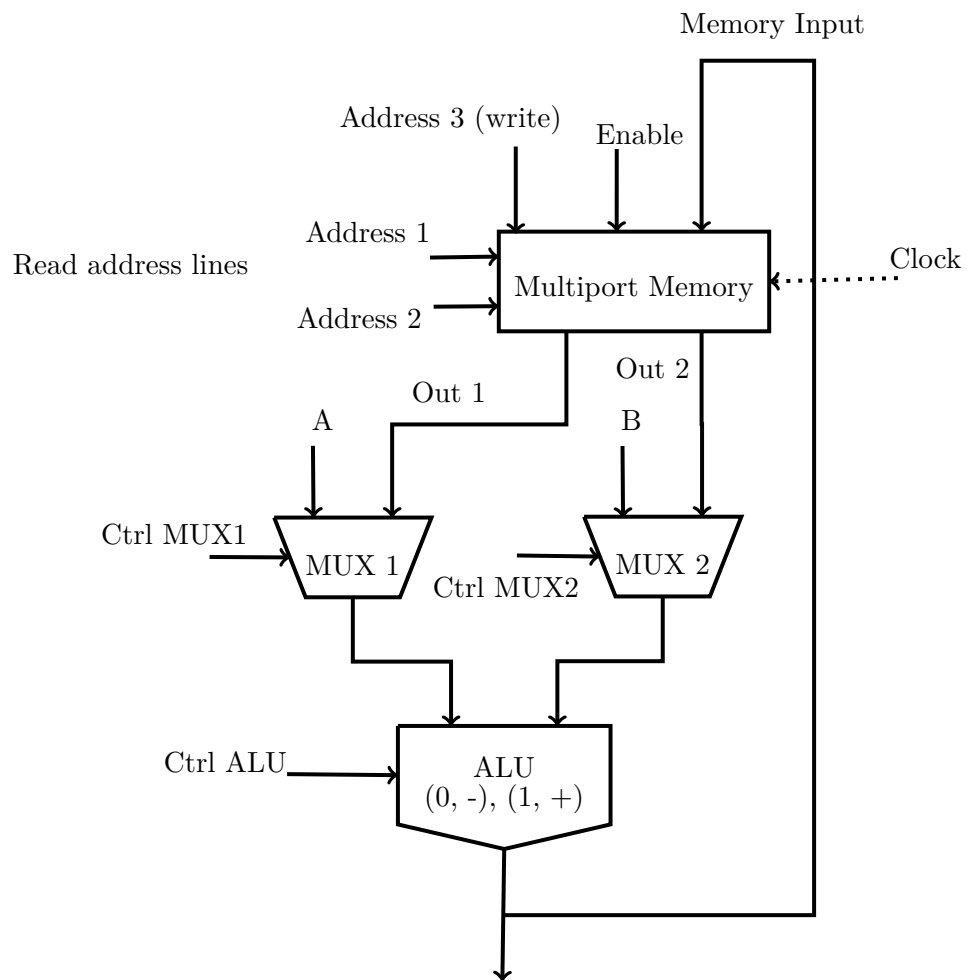 Memory Input
Address 3 (write)
Enable
Address 1
Read address lines
Clock
Multiport Memory
Address 2
Out 2
Out 1
A
B
Ctrl MUX1
MUX 1
MUX 2
Ctrl MUX2
Ctrl ALU
ALU
(0, -), (1, +)